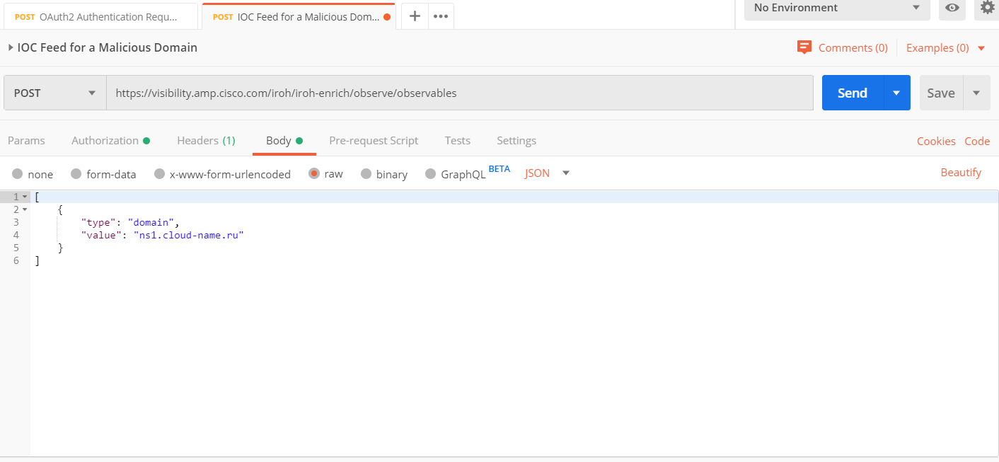 POST OAuth2 Authentication Requ...
POST IOC Feed for a Malicious Dom...
No Environment
IOC Feed for a Malicious Domain
Comments (0)
Examples (0)
POST
https://visibility.amp.cisco.com/iroh/iroh-enrich/observe/observables
Send
Save
Params
Authorization
Headers (1)
Body
Pre-request Script
Tests
Settings
Cookies
Code
none
form-data
x-www-form-urlencoded
raw
binary
GraphQL BETA
JSON
Beautify
1 [
2 {
3 "type": "domain",
4 "value": "ns1.cloud-name.ru"
5 }
6 ]